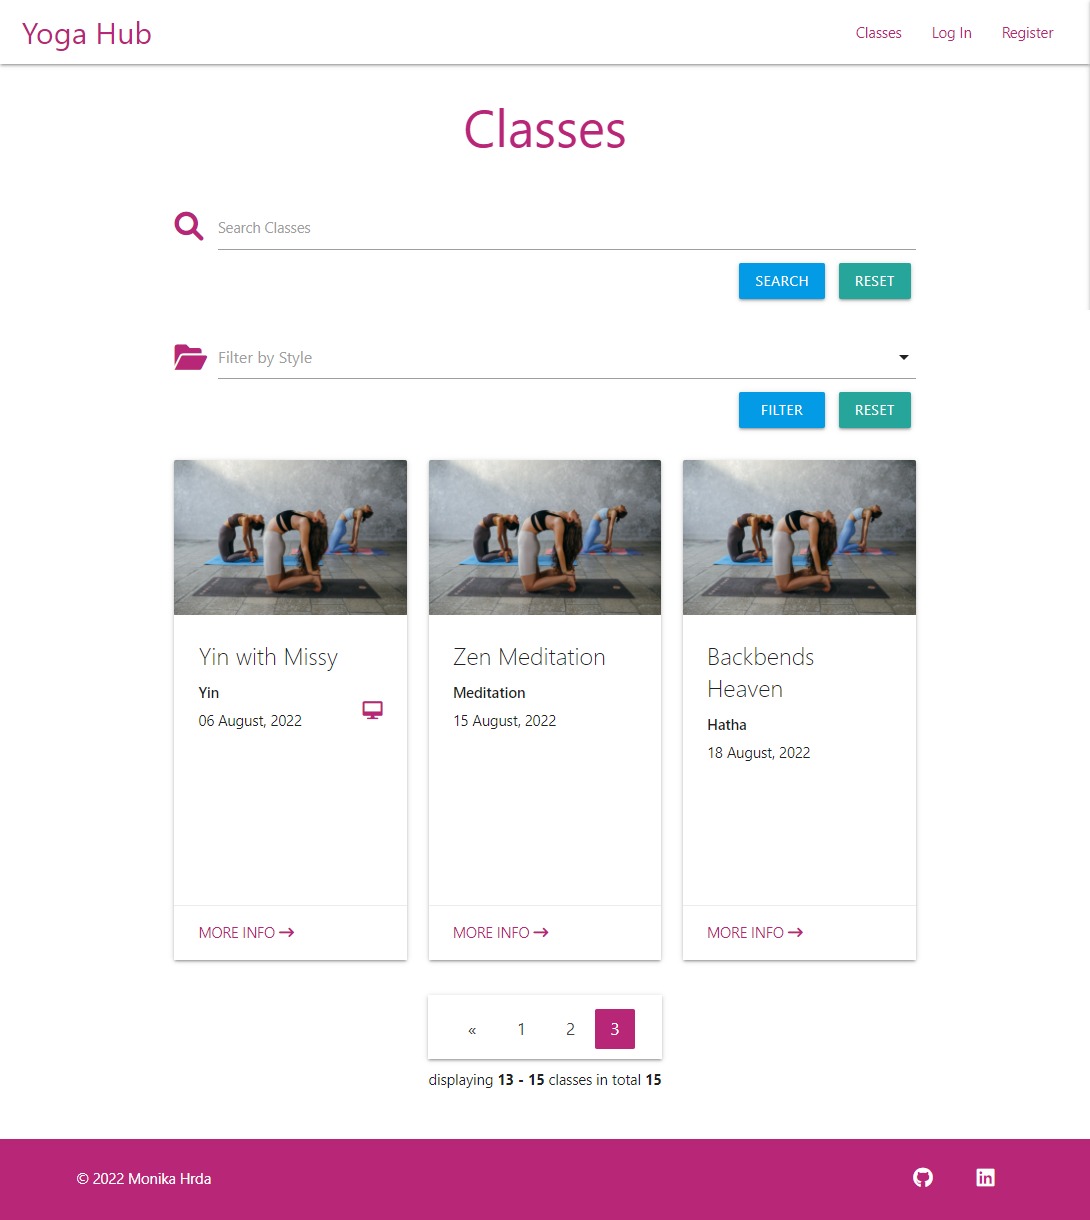 Yoga Hub
Classes
Log In
Register
Classes
Search Classes
SEARCH
RESET
Filter by Style
FILTER
RESET
Yin with Missy
Yin
06 August, 2022
MORE INFO →
Zen Meditation
Meditation
15 August, 2022
MORE INFO →
Backbends
Heaven
Hatha
18 August, 2022
MORE INFO →
« 1 2 3
displaying 13 - 15 classes in total 15
© 2022 Monika Hrda
in